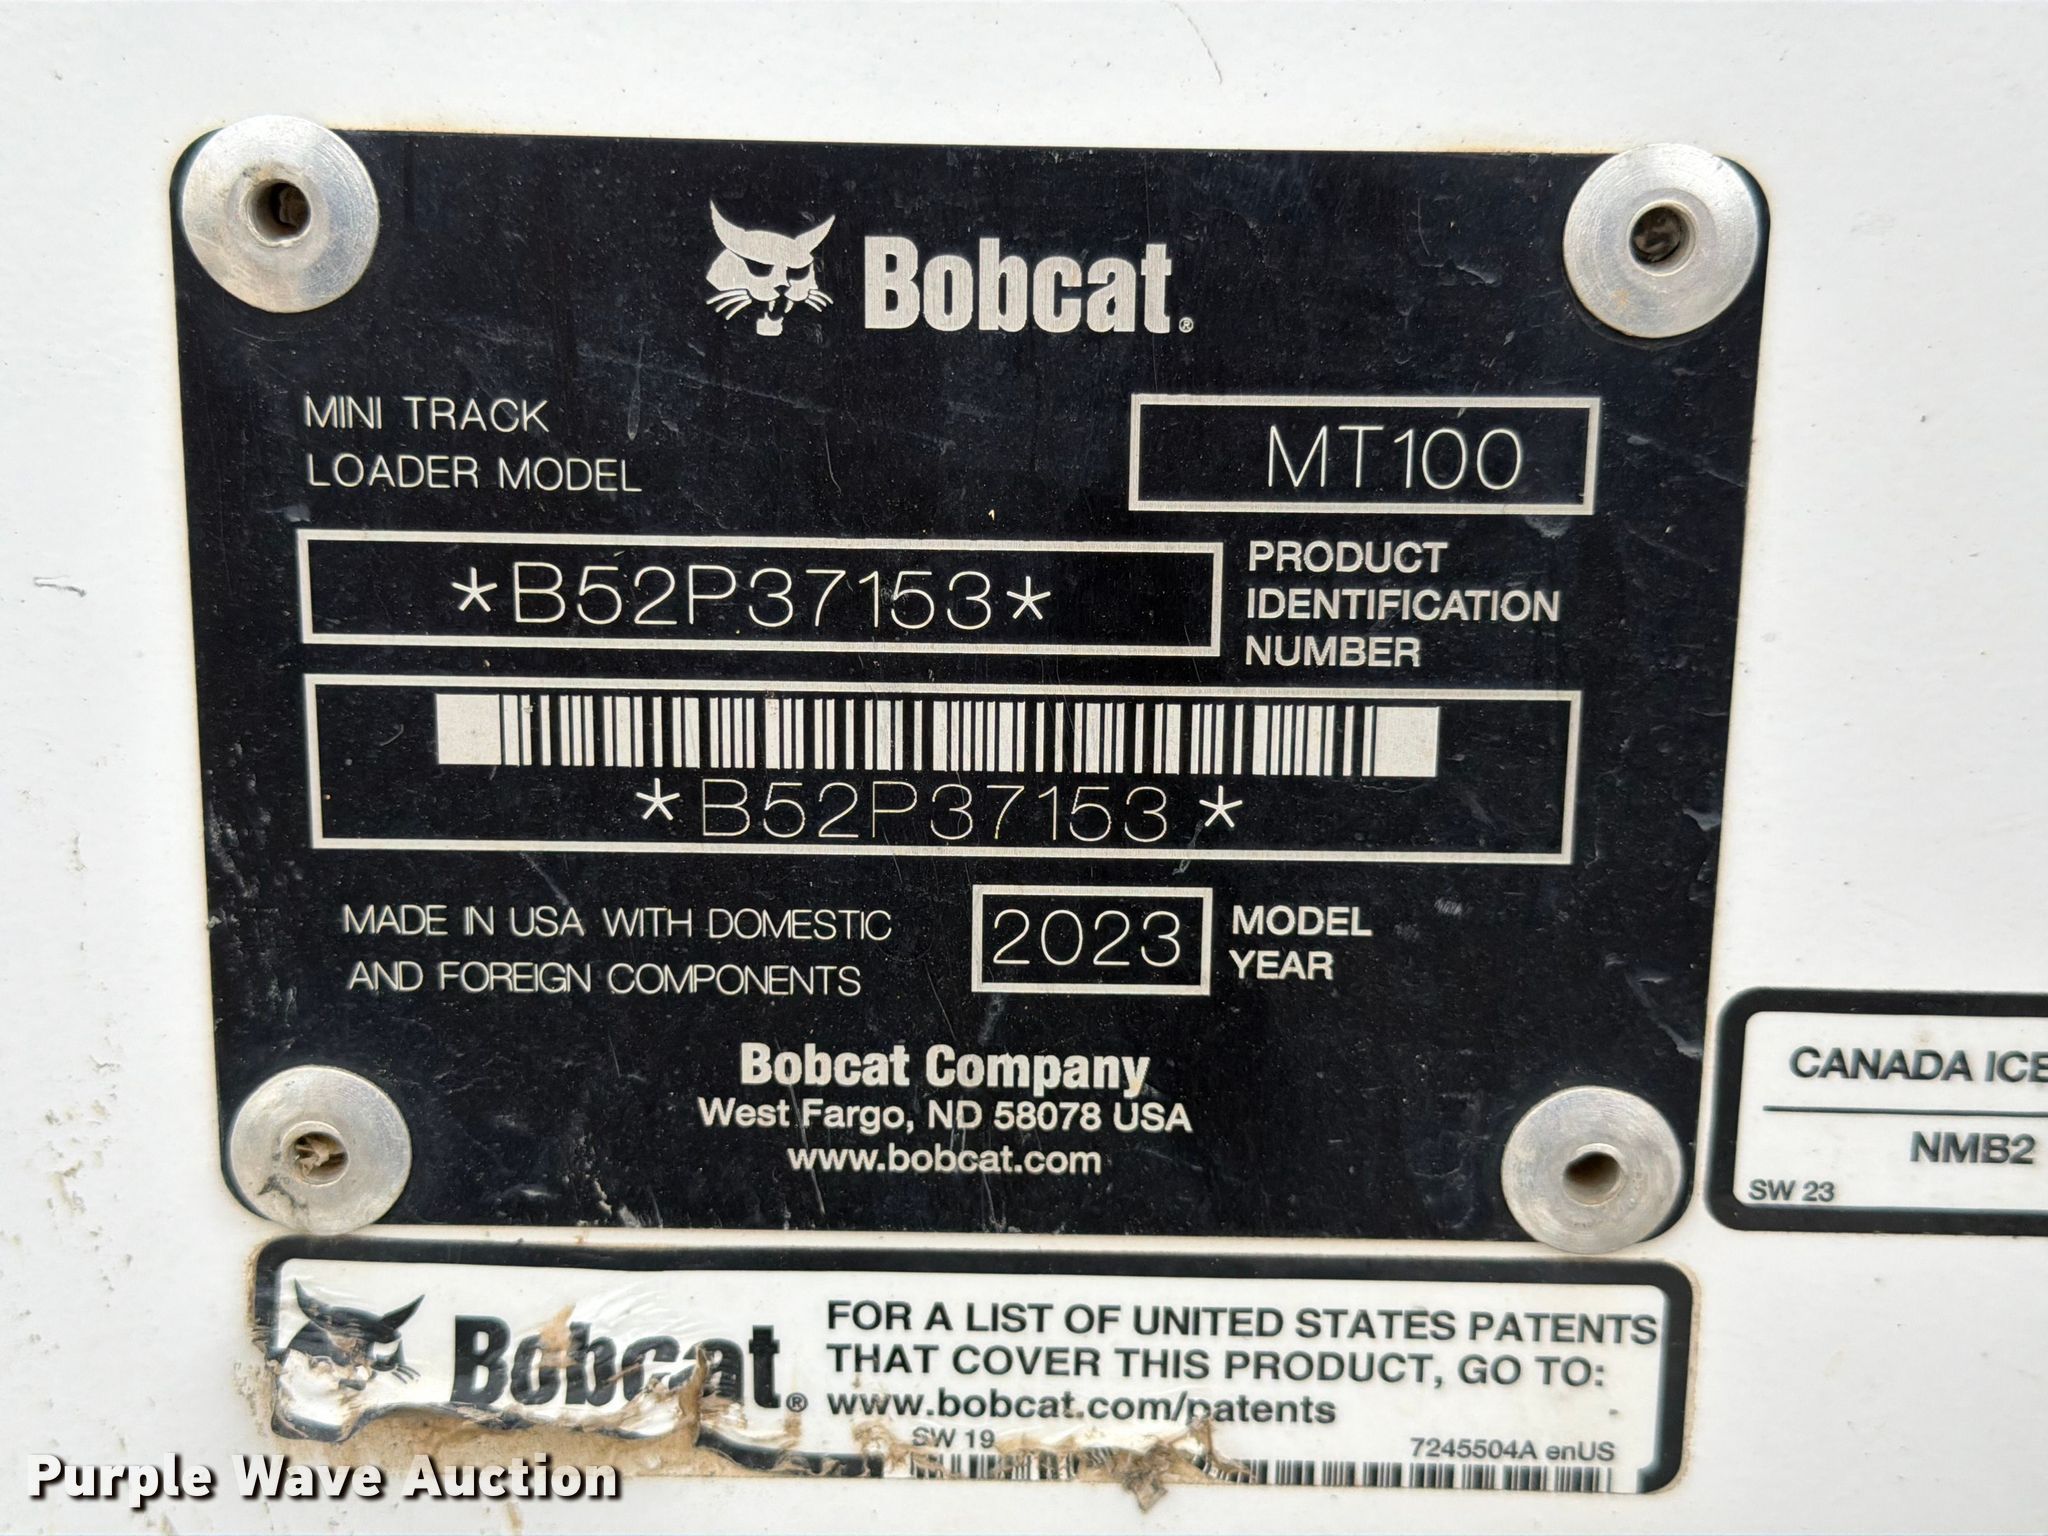 Bobcat®
MINI TRACK
LOADER MODEL
MT100
*B52P37153*
PRODUCT
IDENTIFICATION
NUMBER
*B52P37153*
MADE IN USA WITH DOMESTIC
AND FOREIGN COMPONENTS
2023
MODEL
YEAR
Bobcat Company
West Fargo, ND 58078 USA
www.bobcat.com
CANADA ICE
NMB2
SW 23
Bobcat®
FOR A LIST OF UNITED STATES PATENTS
THAT COVER THIS PRODUCT, GO TO:
www.bobcat.com/patents
SW 19
7245504A enUS
Purple Wave Auction